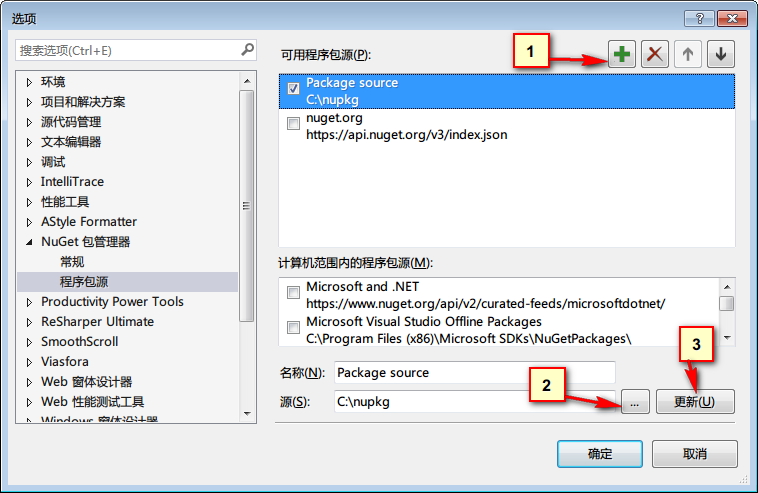 选项
搜索选项(Ctrl+E)
环境
项目和解决方案
源代码管理
文本编辑器
调试
IntelliTrace
性能工具
AStyle Formatter
NuGet 包管理器
常规
程序包源
Productivity Power Tools
ReSharper Ultimate
SmoothScroll
Viasfora
Web 窗体设计器
Web 性能测试工具
Windows 窗体设计器
可用程序包源(P):
1
Package source
C:\nupkg
nuget.org
https://api.nuget.org/v3/index.json
计算机范围内的程序包源(M):
Microsoft and .NET
https://www.nuget.org/api/v2/curated-feeds/microsoftdotnet/
Microsoft Visual Studio Offline Packages
C:\Program Files (x86)\Microsoft SDKs\NuGetPackages\
3
名称(N): Package source
2
源(S): C:\nupkg ... 更新(U)
确定 取消